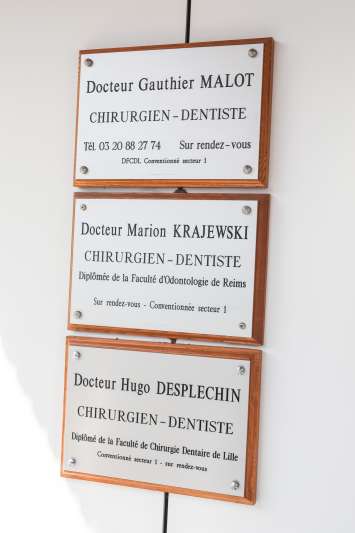 Docteur Gauthier MALOT
CHIRURGIEN-DENTISTE
Tél. 03 20 88 27 74 Sur rendez-vous
DFCDL Conventionné secteur 1
Docteur Marion KRAJEWSKI
CHIRURGIEN-DENTISTE
Diplômée de la Faculté d'Odontologie de Reims
Sur rendez-vous - Conventionnée secteur 1
Docteur Hugo DESPLECHIN
CHIRURGIEN-DENTISTE
Diplômé de la Faculté de Chirurgie Dentaire de Lille
Conventionné secteur 1 - sur rendez-vous